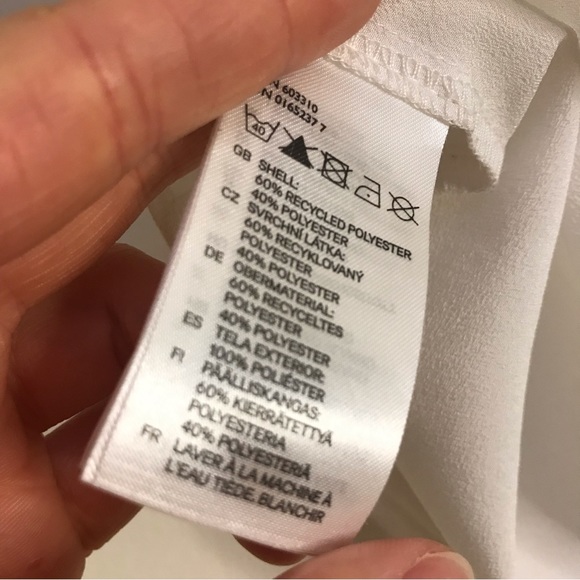 N 603310
N 0165237 7
40
GB SHELL:
60% RECYCLED POLYESTER
40% POLYESTER
CZ SVRCHNÍ LÁTKA:
60% RECYKLOVANÝ
POLYESTER
40% POLYESTER
DE OBERMATERIAL:
60% RECYCELTES
POLYESTER
40% POLYESTER
ES TELA EXTERIOR:
100% POLIÉSTER
FI PÄÄLLISKANGAS:
60% KIERRÄTETTYÄ
POLYESTERIA
40% POLYESTERIÄ
FR LAVER À LA MACHINE À
L'EAU TIÈDE. BLANCHIR